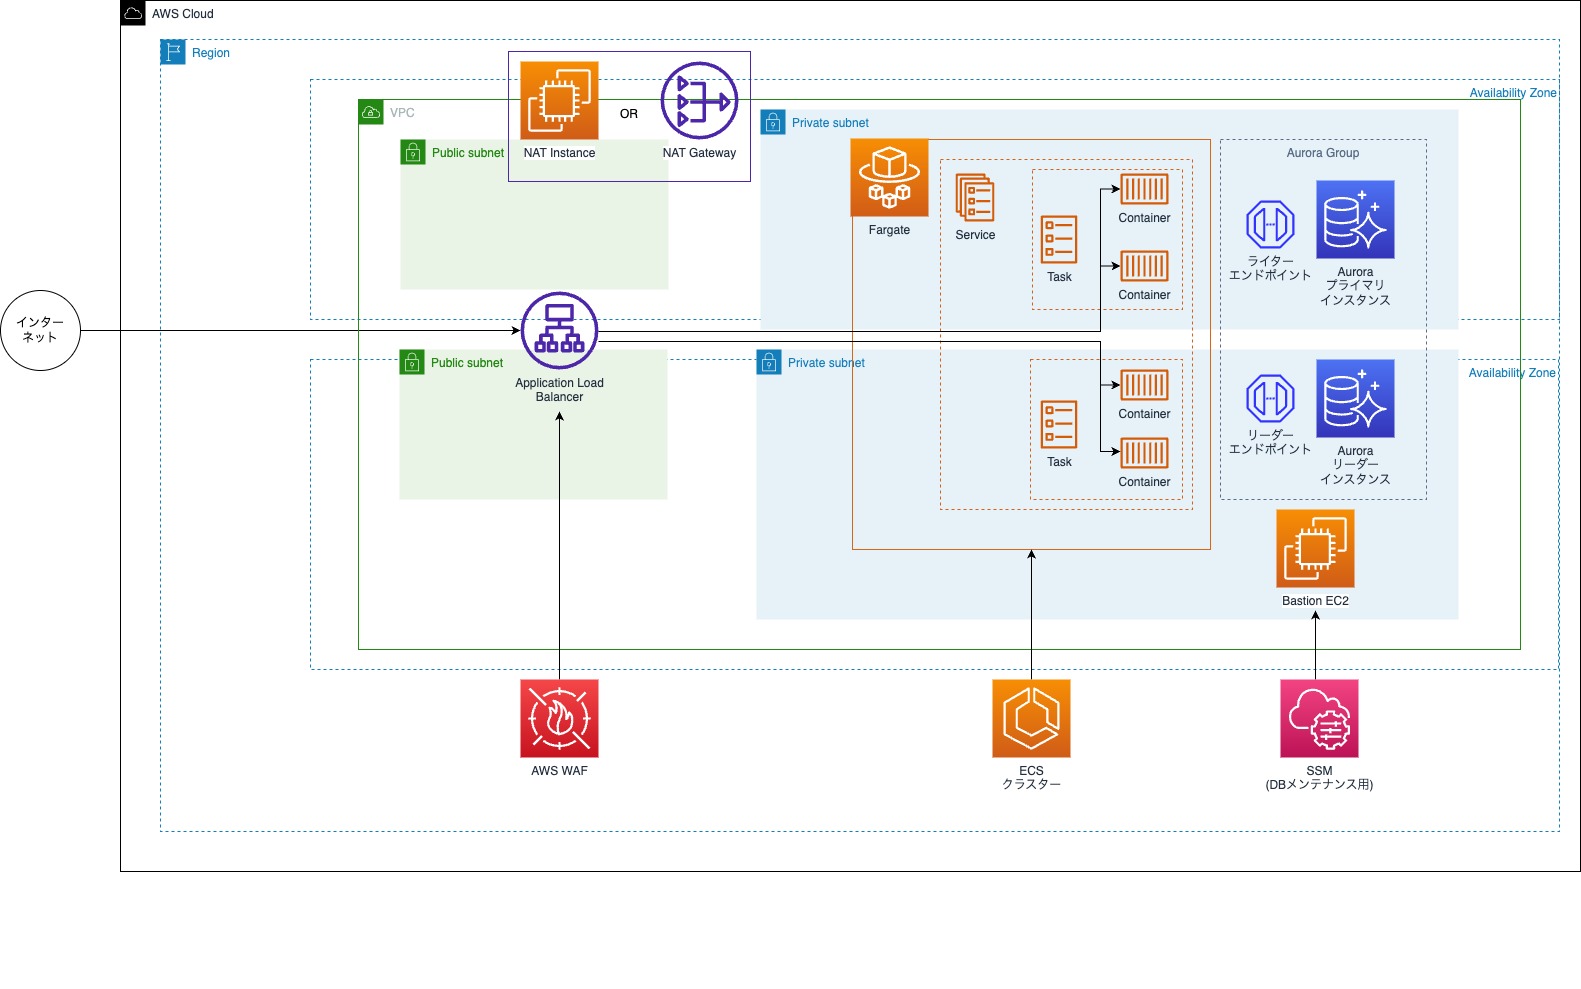 AWS Cloud
Region
Availability Zone
VPC
Public subnet
NAT Instance
OR
NAT Gateway
Private subnet
Fargate
Service
Task
Container
Container
Aurora Group
ライター
エンドポイント
Aurora
プライマリ
インスタンス
インター
ネット
Public subnet
Application Load
Balancer
Private subnet
Availability Zone
Task
Container
Container
リーダー
エンドポイント
Aurora
リーダー
インスタンス
Bastion EC2
AWS WAF
ECS
クラスター
SSM
(DBメンテナンス用)